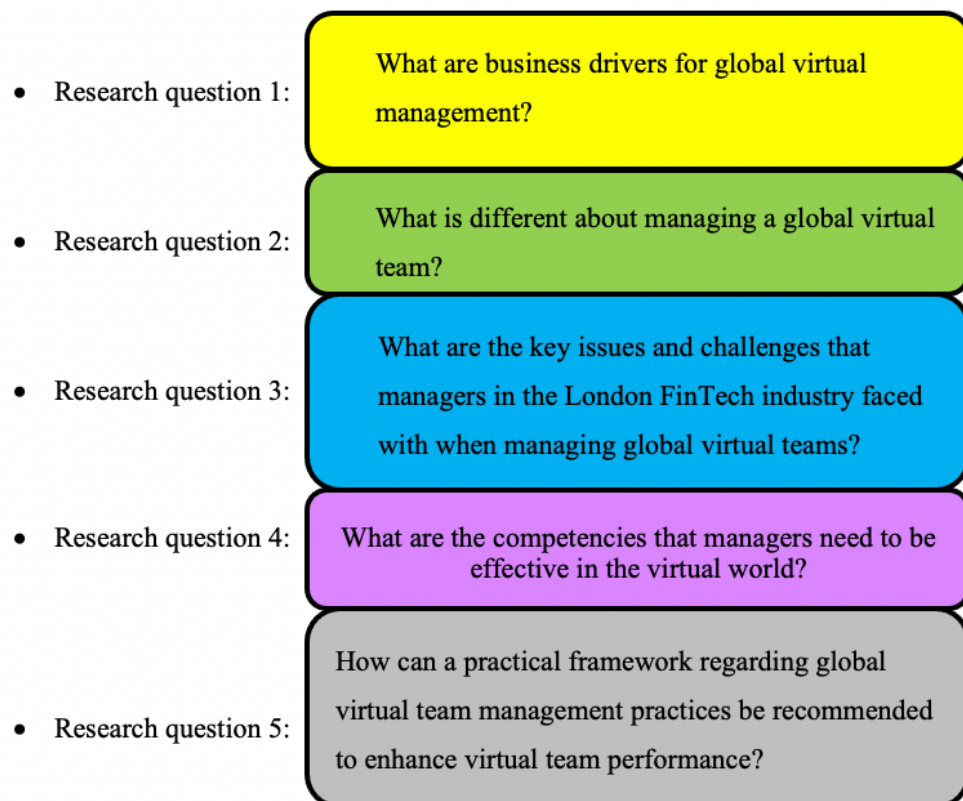 • Research question 1:
What are business drivers for global virtual
management?
• Research question 2:
What is different about managing a global virtual
team?
• Research question 3:
What are the key issues and challenges that
managers in the London FinTech industry faced
with when managing global virtual teams?
• Research question 4:
What are the competencies that managers need to be
effective in the virtual world?
• Research question 5:
How can a practical framework regarding global
virtual team management practices be recommended
to enhance virtual team performance?